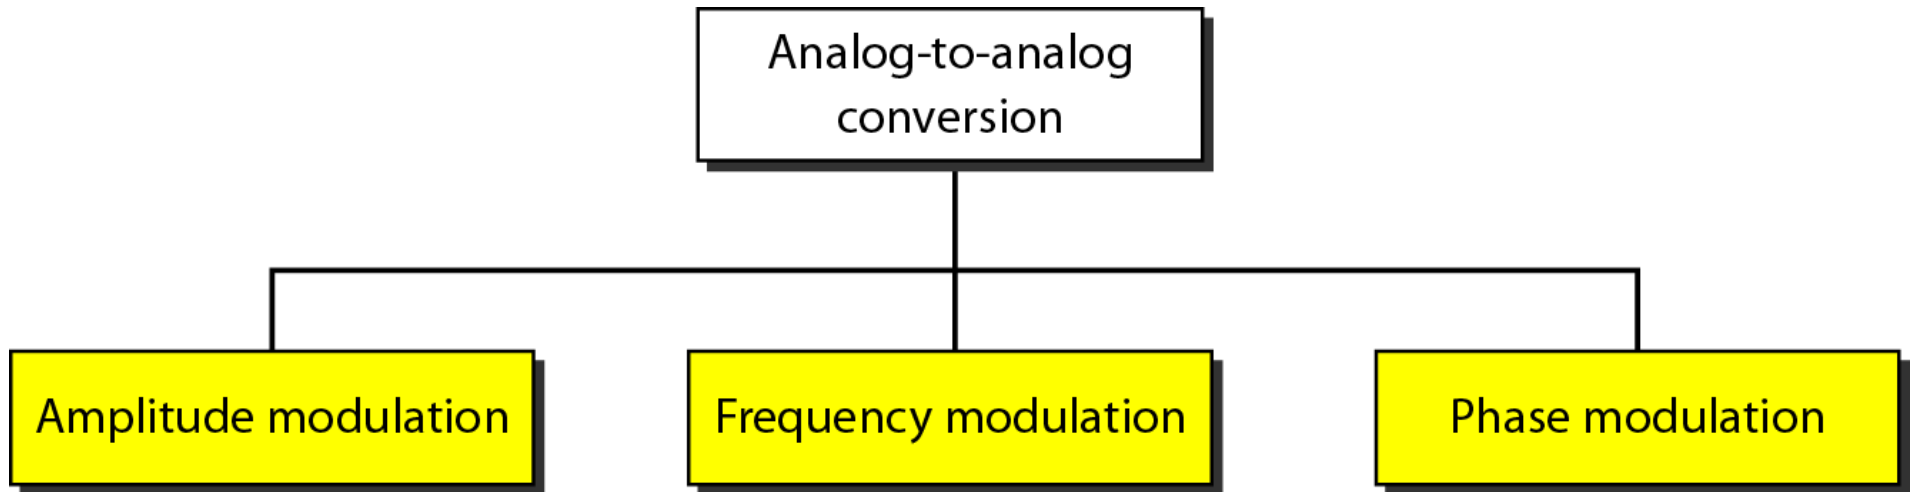 Analog-to-analog
conversion
Amplitude modulation
Frequency modulation
Phase modulation